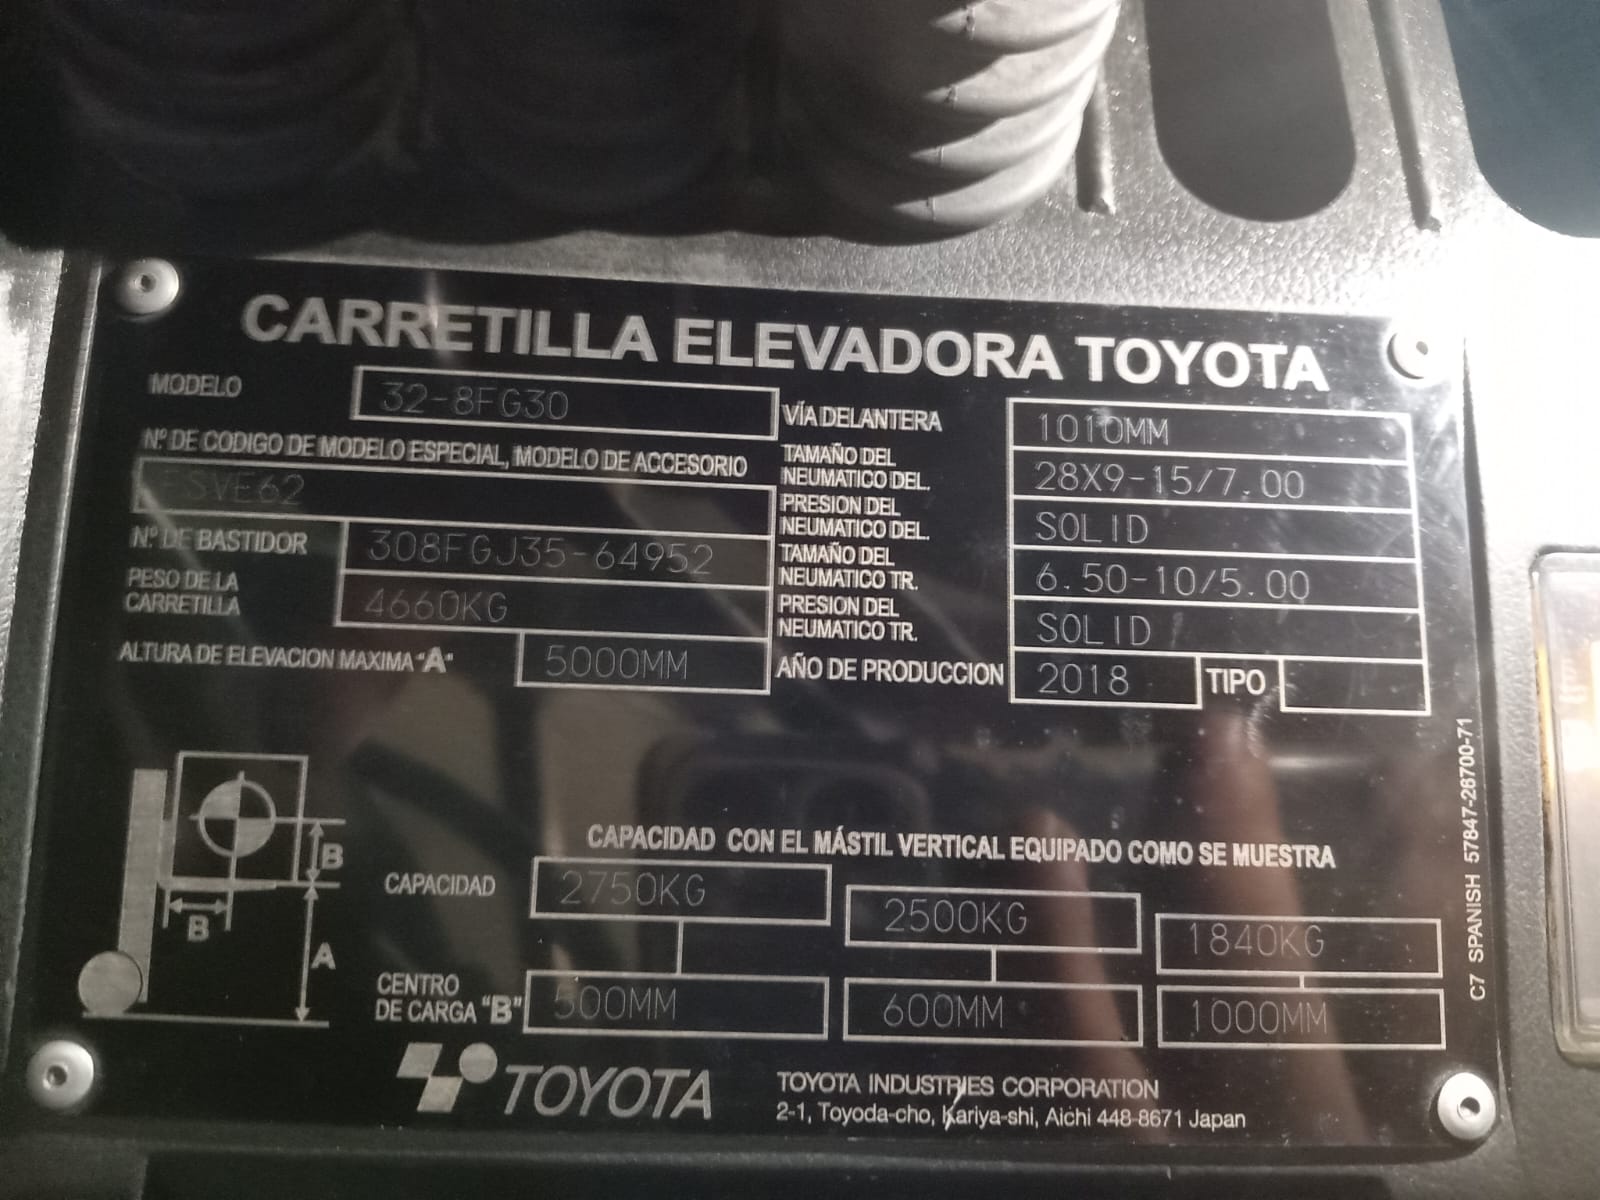 CARRETILLA ELEVADORA TOYOTA
MODELO 32-8FG30
Nº DE CODIGO DE MODELO ESPECIAL, MODELO DE ACCESORIO
FSVE62
Nº DE BASTIDOR 308FGJ35-64952
PESO DE LA
CARRETILLA 4660KG
ALTURA DE ELEVACION MAXIMA "A" 5000MM
VÍA DELANTERA 1010MM
TAMAÑO DEL
NEUMATICO DEL. 28X9-15/7.00
PRESION DEL
NEUMATICO DEL. SOLID
TAMAÑO DEL
NEUMATICO TR. 6.50-10/5.00
PRESION DEL
NEUMATICO TR. SOLID
AÑO DE PRODUCCION 2018 TIPO
B
B
A
CAPACIDAD CON EL MÁSTIL VERTICAL EQUIPADO COMO SE MUESTRA
CAPACIDAD 2750KG 2500KG 1840KG
CENTRO
DE CARGA "B" 500MM 600MM 1000MM
TOYOTA
TOYOTA INDUSTRIES CORPORATION
2-1, Toyoda-cho, Kariya-shi, Aichi 448-8671 Japan
C7 SPANISH 57847-26700-71